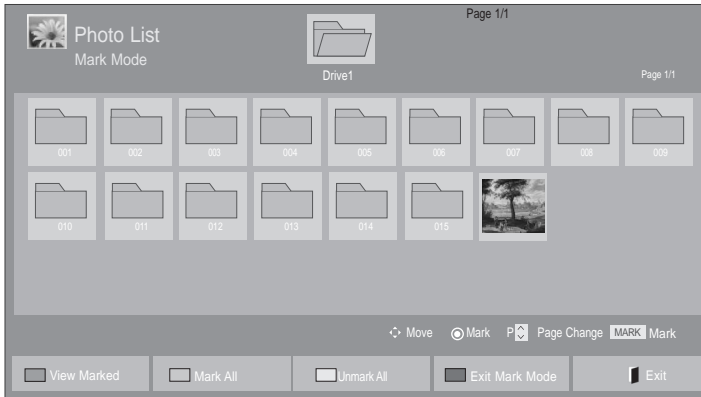 Page 1/1
Photo List
Mark Mode
Drive1
Page 1/1
001 002 003 004 005 006 007 008 009
010 011 012 013 014 015
Move Mark P Page Change MARK Mark
View Marked Mark All Unmark All Exit Mark Mode Exit